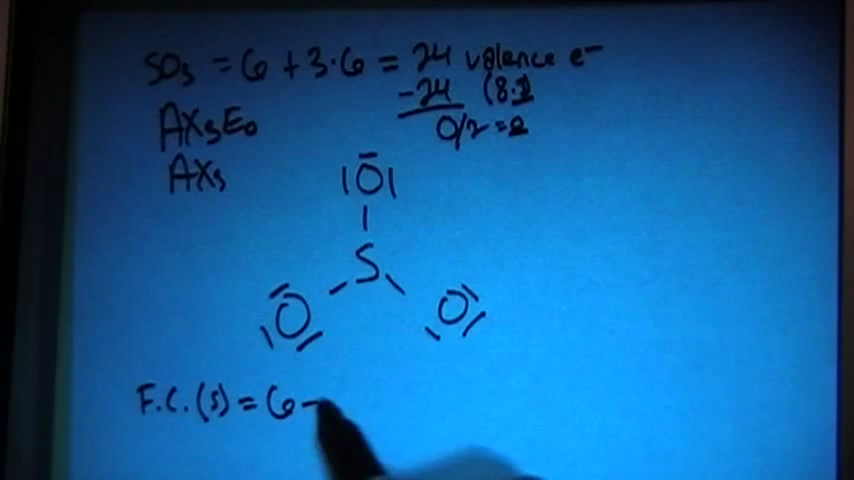 SO3 = 6 + 3·6 = 24 valence e⁻
-24 (8·3
AX3E0
0/2 = 0
AX3
|O|
S
O
O
F.C. (S) = 6 -